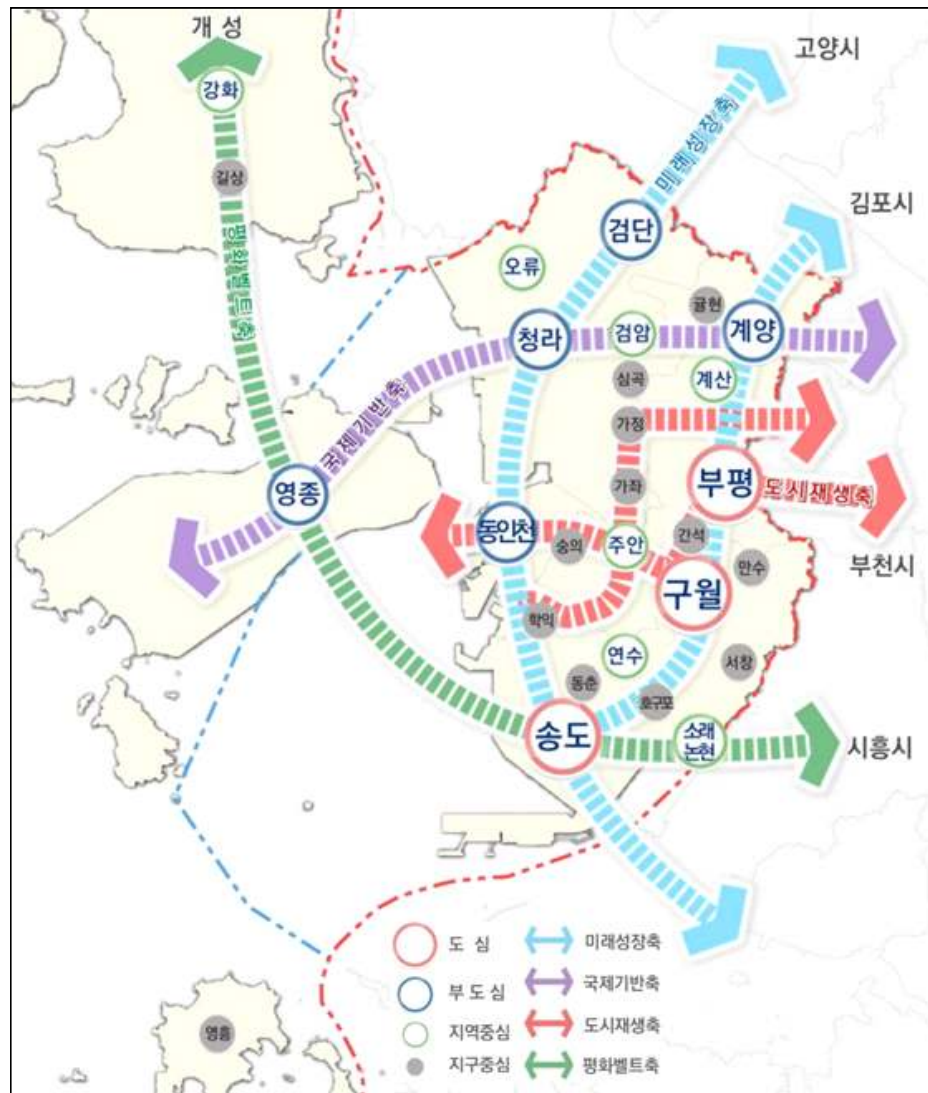 개 성
고양시
강화
미래성장축
길상
김포시
검단
오류
평화벨트축
귤현
청라
검암
계양
심곡
계산
국제기반축
가정
부평
도시재생축
영종
가좌
동인천
숭의
주안
간석
만수
부천시
구월
학익
연수
서창
동춘
호구포
송도
소래
논현
시흥시
도 심
미래성장축
부도심
국제기반축
지역중심
도시재생축
지구중심
평화벨트축
영흥